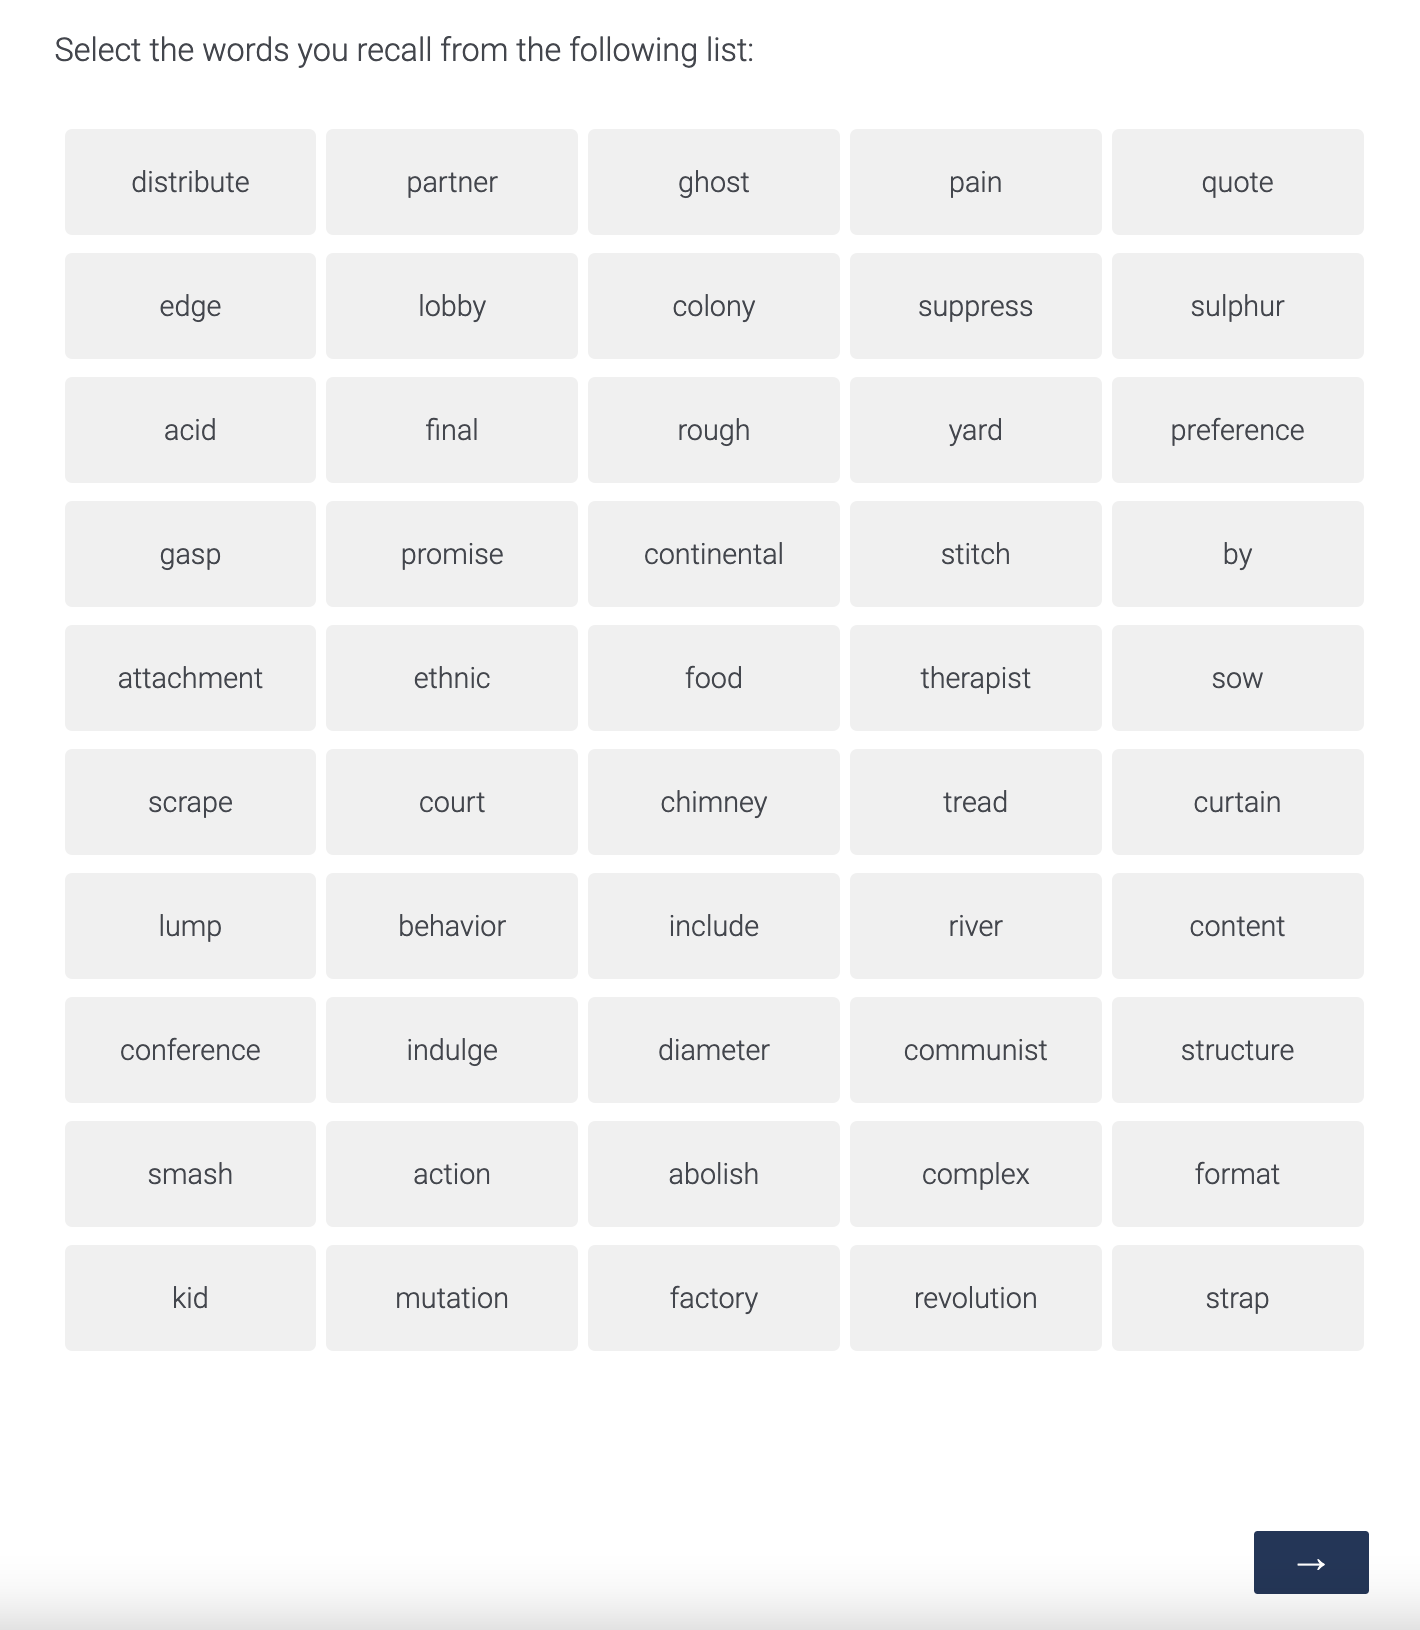 Select the words you recall from the following list:
distribute partner ghost pain quote
edge lobby colony suppress sulphur
acid final rough yard preference
gasp promise continental stitch by
attachment ethnic food therapist sow
scrape court chimney tread curtain
lump behavior include river content
conference indulge diameter communist structure
smash action abolish complex format
kid mutation factory revolution strap
→